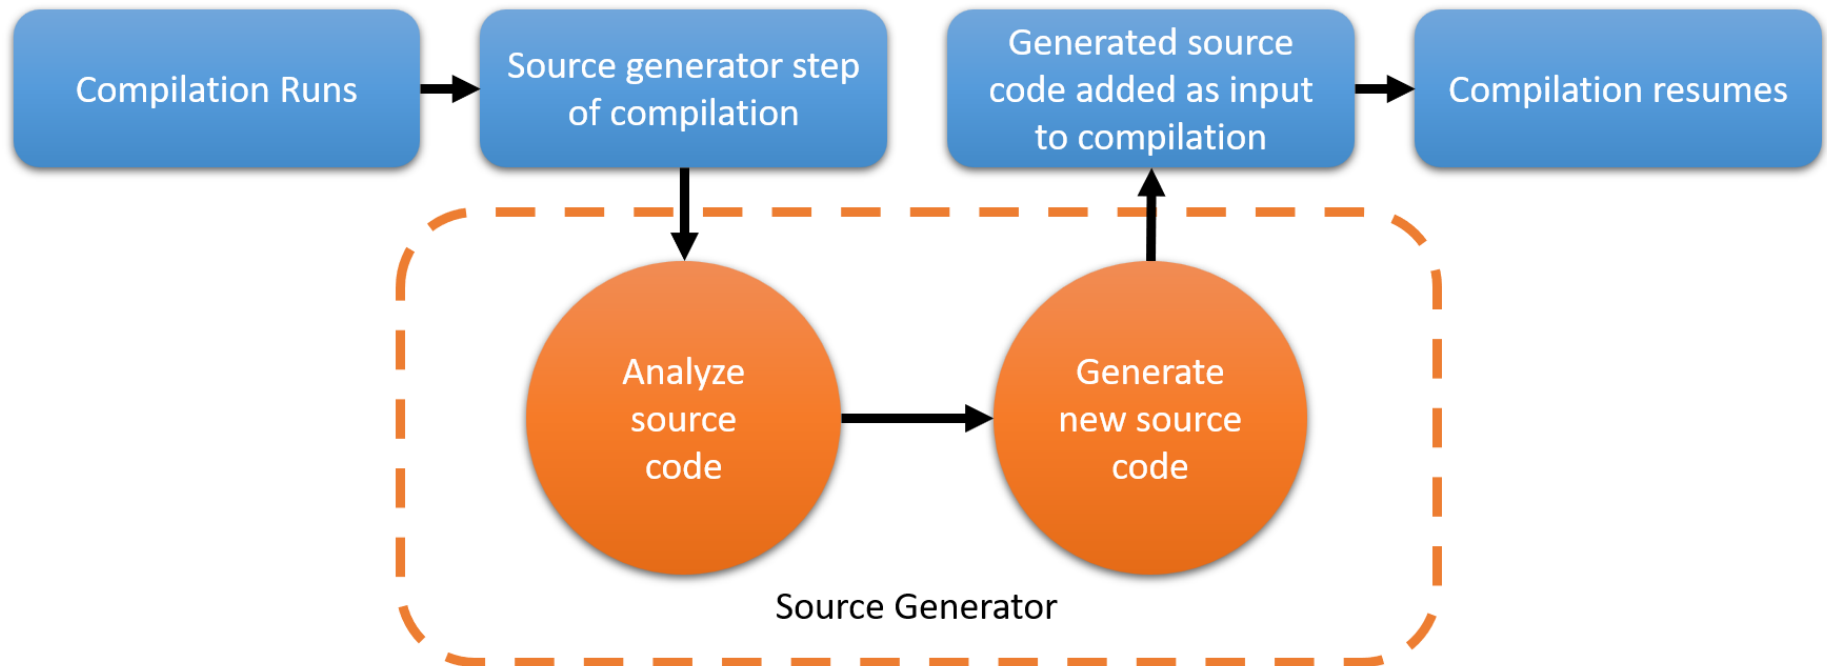 Compilation Runs
Source generator step
of compilation
Generated source
code added as input
to compilation
Compilation resumes
Analyze
source
code
Generate
new source
code
Source Generator